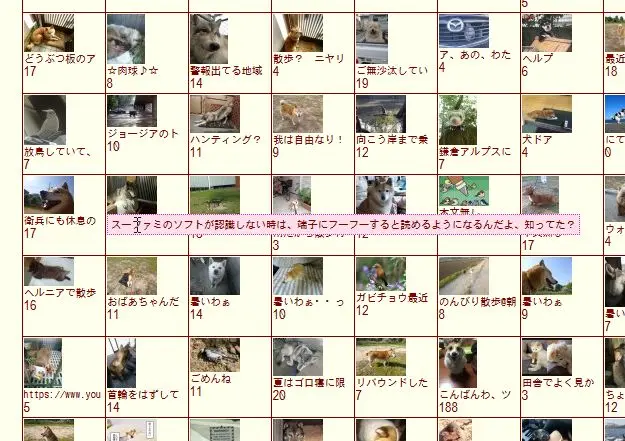 5
どうぶつ板のア
17
☆肉球♪☆
8
警報出てる地域
14
散歩？ ニヤリ
4
ご無沙汰してい
19
ア、あの、わた
4
ヘルプ
6
最近
18
放鳥していて、
7
ジョージアのト
10
ハンティング？
11
我は自由なり！
9
向こう岸まで乗
12
鎌倉アルプスに
7
犬ドア
4
にて
0
衛兵にも休息の
17
本文無し
スーファミのソフトが認識しない時は、端子にフーフーすると読めるようになるんだよ、知ってた？
3
17
4
ヘルニアで散歩
16
おばあちゃんだ
11
暑いわぁ
14
暑いわぁ・・っ
10
ガビチョウ最近
12
のんびり散歩@朝
8
暑いわぁ
9
暑い
7
https://www.you
5
首輪をはずして
14
ごめんね
11
夏はゴロ寝に限
20
リバウンドした
7
こんばんわ、ツ
188
田舎でよく見か
3
ちょ
12